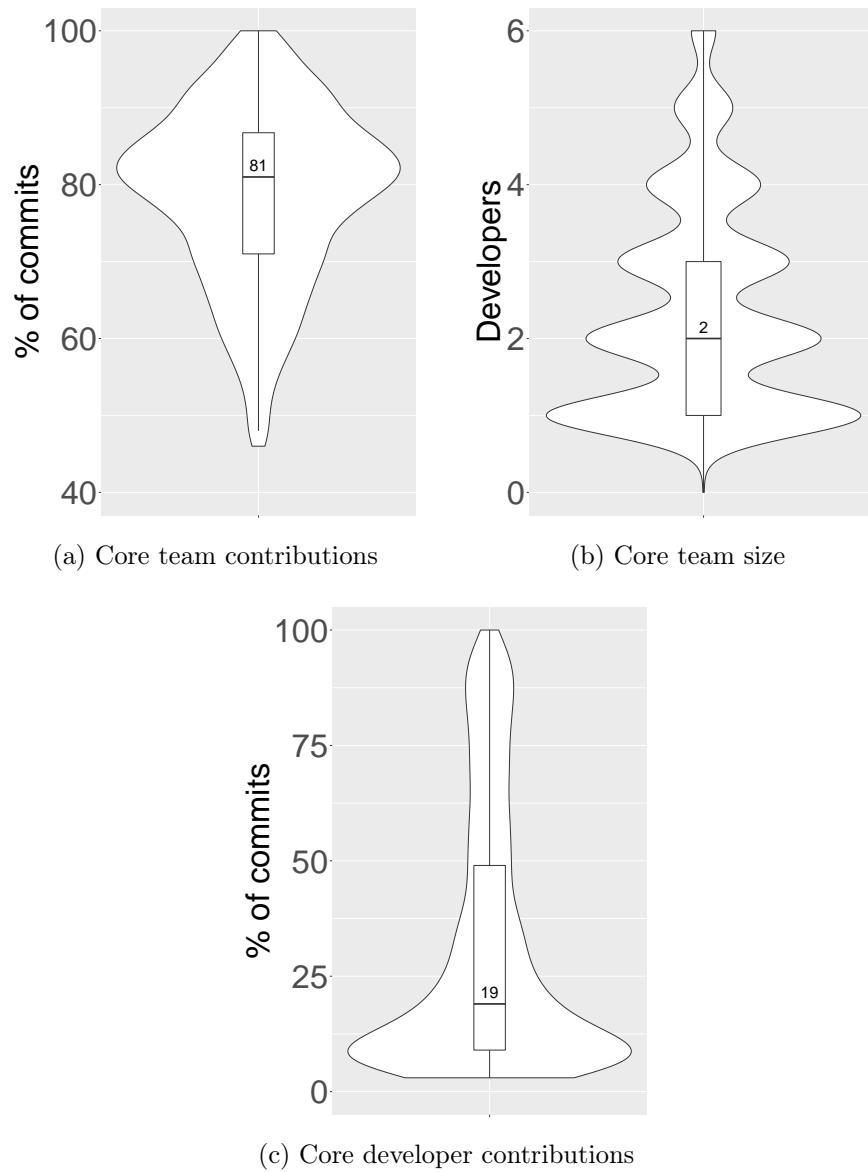 % of commits
100
80
60
40
81
(a) Core team contributions
Developers
6
4
2
0
2
(b) Core team size
% of commits
100
75
50
25
0
19
(c) Core developer contributions